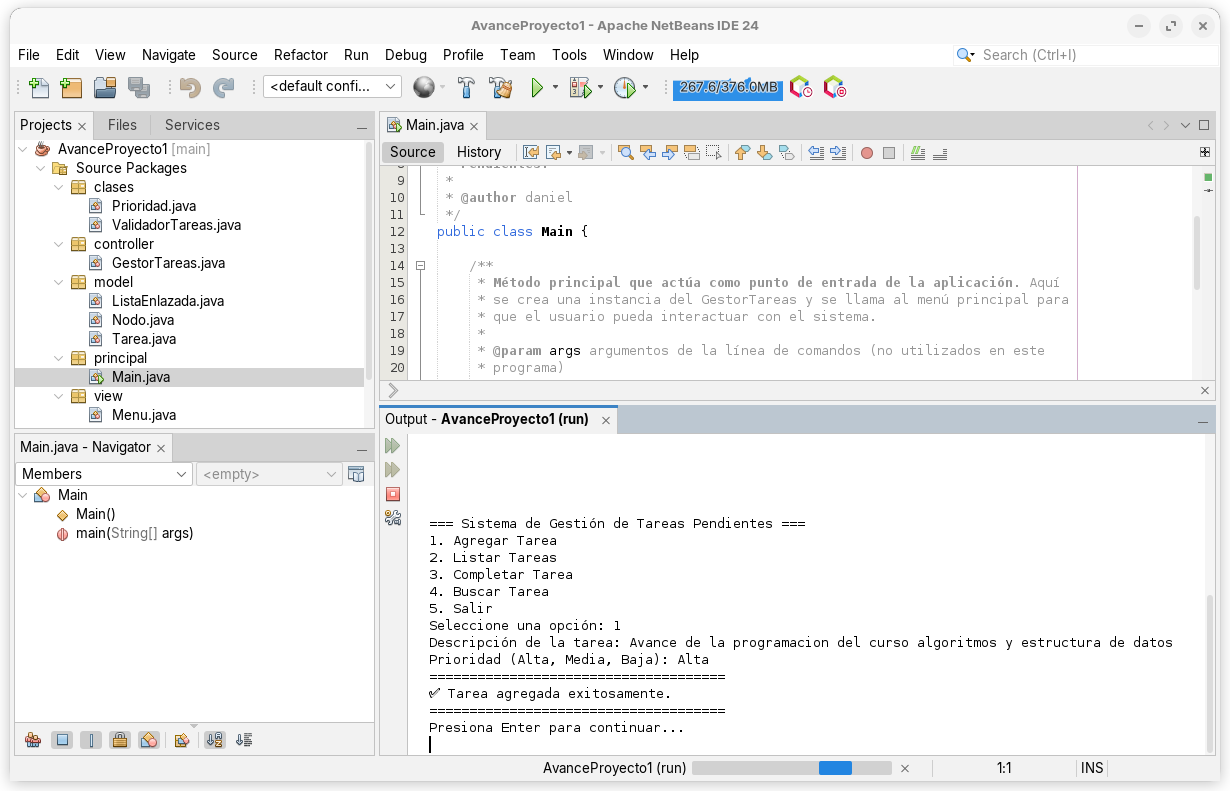 AvanceProyecto1 - Apache NetBeans IDE 24
File Edit View Navigate Source Refactor Run Debug Profile Team Tools Window Help
Search (Ctrl+I)
<default confi...
267.6/376.0MB
Projects
Files
Services
AvanceProyecto1 [main]
Source Packages
clases
Prioridad.java
ValidadorTareas.java
controller
GestorTareas.java
model
ListaEnlazada.java
Nodo.java
Tarea.java
principal
Main.java
view
Menu.java
Main.java - Navigator
Members
<empty>
Main
Main()
main(String[] args)
Main.java
Source History
9 *
10 * @author daniel
11 */
12 public class Main {
13
14 /**
15 * Método principal que actúa como punto de entrada de la aplicación. Aquí
16 * se crea una instancia del GestorTareas y se llama al menú principal para
17 * que el usuario pueda interactuar con el sistema.
18 *
19 * @param args argumentos de la línea de comandos (no utilizados en este
20 * programa)
Output - AvanceProyecto1 (run)
=== Sistema de Gestión de Tareas Pendientes ===
1. Agregar Tarea
2. Listar Tareas
3. Completar Tarea
4. Buscar Tarea
5. Salir
Seleccione una opción: 1
Descripción de la tarea: Avance de la programacion del curso algoritmos y estructura de datos
Prioridad (Alta, Media, Baja): Alta
=====================================
✅ Tarea agregada exitosamente.
=====================================
Presiona Enter para continuar...
AvanceProyecto1 (run)
1:1
INS